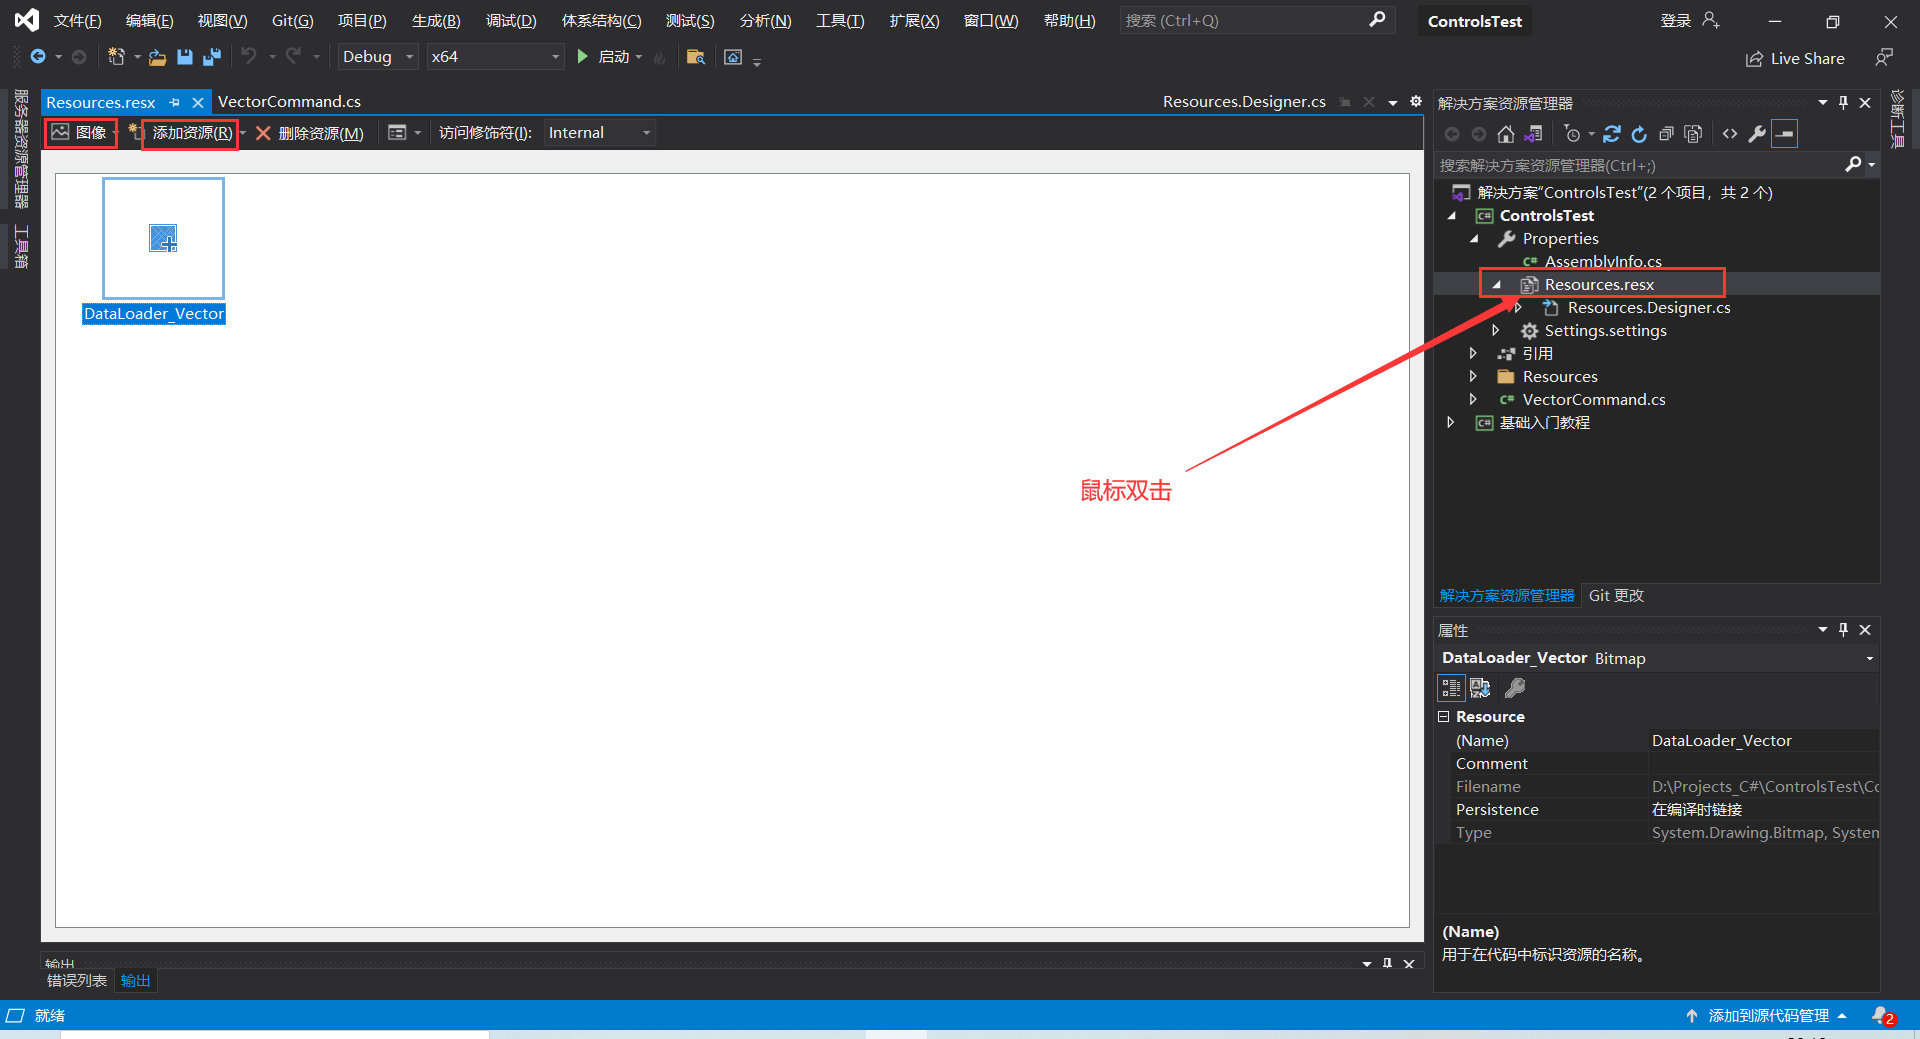 文件(F) 编辑(E) 视图(V) Git(G) 项目(P) 生成(B) 调试(D) 体系结构(C) 测试(S) 分析(N) 工具(T) 扩展(X) 窗口(W) 帮助(H) 搜索 (Ctrl+Q) ControlsTest 登录
Debug x64 启动 Live Share
服务器资源管理器
工具箱
Resources.resx VectorCommand.cs Resources.Designer.cs
图像 添加资源(R) 删除资源(M) 访问修饰符(I): Internal
DataLoader_Vector
鼠标双击
解决方案资源管理器
搜索解决方案资源管理器(Ctrl+;)
解决方案"ControlsTest"(2 个项目，共 2 个)
ControlsTest
Properties
AssemblyInfo.cs
Resources.resx
Resources.Designer.cs
Settings.settings
引用
Resources
VectorCommand.cs
基础入门教程
解决方案资源管理器 Git 更改
诊断工具
属性
DataLoader_Vector Bitmap
Resource
(Name) DataLoader_Vector
Comment
Filename D:\Projects_C#\ControlsTest\Co
Persistence 在编译时链接
Type System.Drawing.Bitmap, System
(Name)
用于在代码中标识资源的名称。
输出
错误列表 输出
就绪 添加到源代码管理 2